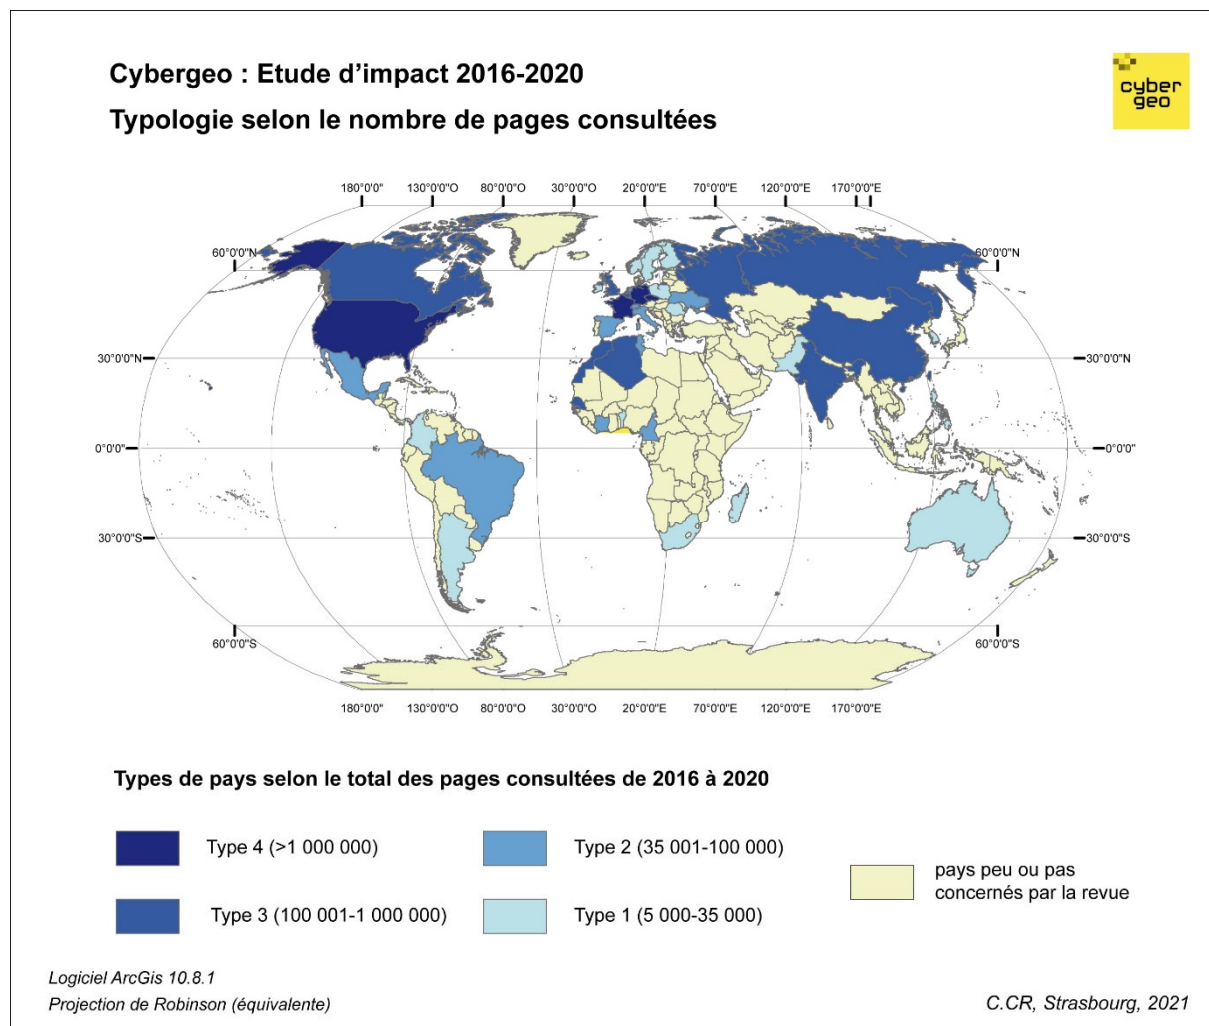 Cybergeo : Etude d'impact 2016-2020
Typologie selon le nombre de pages consultées
cyber
geo
180°0'0" 130°0'0"O 80°0'0"O 30°0'0"O 20°0'0"E 70°0'0"E 120°0'0"E 170°0'0"E
60°0'0"N 60°0'0"N
30°0'0"N 30°0'0"N
0°0'0" 0°0'0"
30°0'0"S 30°0'0"S
60°0'0"S 60°0'0"S
180°0'0" 130°0'0"O 80°0'0"O 30°0'0"O 20°0'0"E 70°0'0"E 120°0'0"E 170°0'0"E
Types de pays selon le total des pages consultées de 2016 à 2020
Type 4 (>1 000 000)
Type 2 (35 001-100 000)
pays peu ou pas
concernés par la revue
Type 3 (100 001-1 000 000)
Type 1 (5 000-35 000)
Logiciel ArcGis 10.8.1
Projection de Robinson (équivalente)
C.CR, Strasbourg, 2021